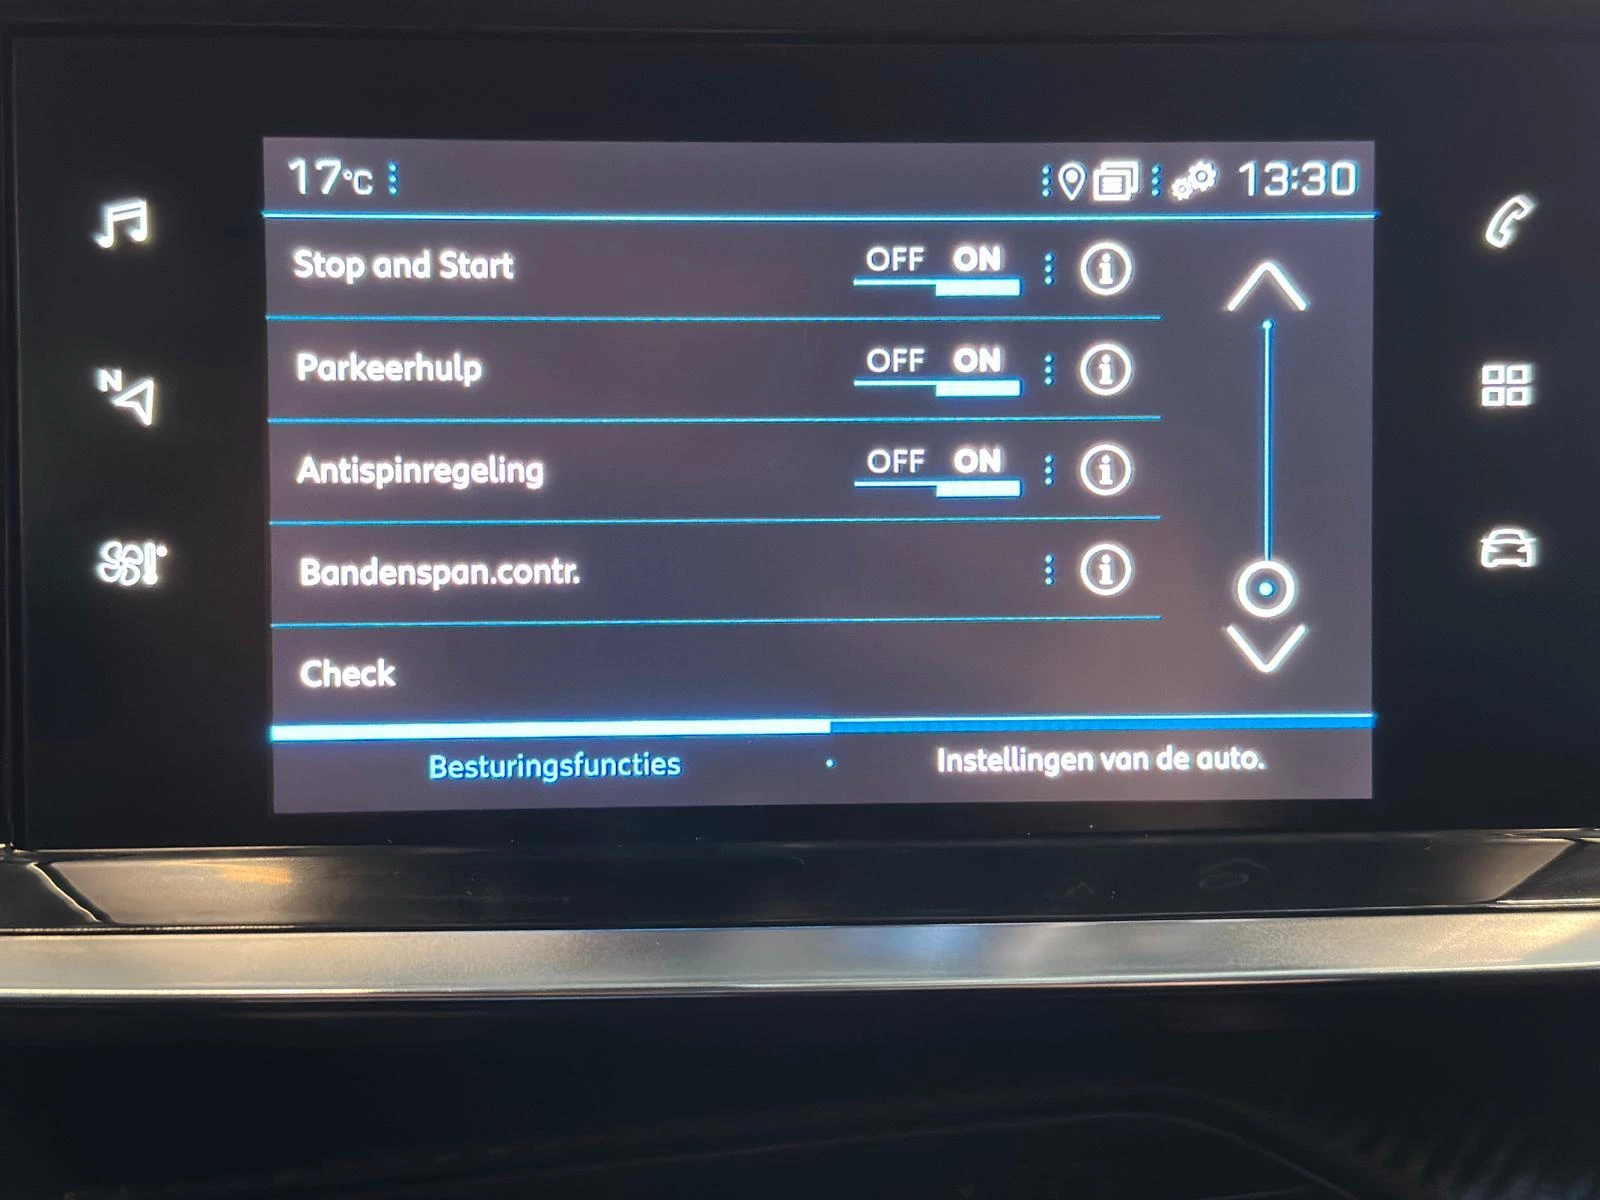 17°C
13:30
Stop and Start OFF ON
Parkeerhulp OFF ON
Antispinregeling OFF ON
Bandenspan.contr.
Check
Besturingsfuncties
Instellingen van de auto.
N